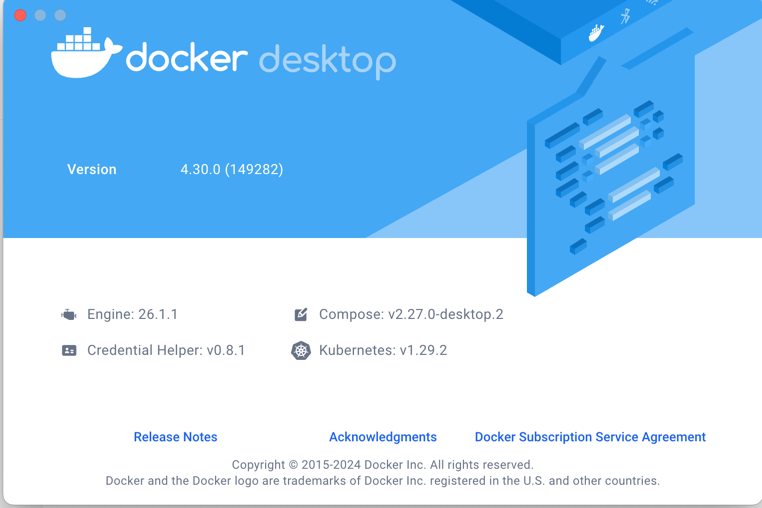 docker desktop
Version 4.30.0 (149282)
Engine: 26.1.1 Compose: v2.27.0-desktop.2
Credential Helper: v0.8.1 Kubernetes: v1.29.2
Release Notes Acknowledgments Docker Subscription Service Agreement
Copyright © 2015-2024 Docker Inc. All rights reserved.
Docker and the Docker logo are trademarks of Docker Inc. registered in the U.S. and other countries.